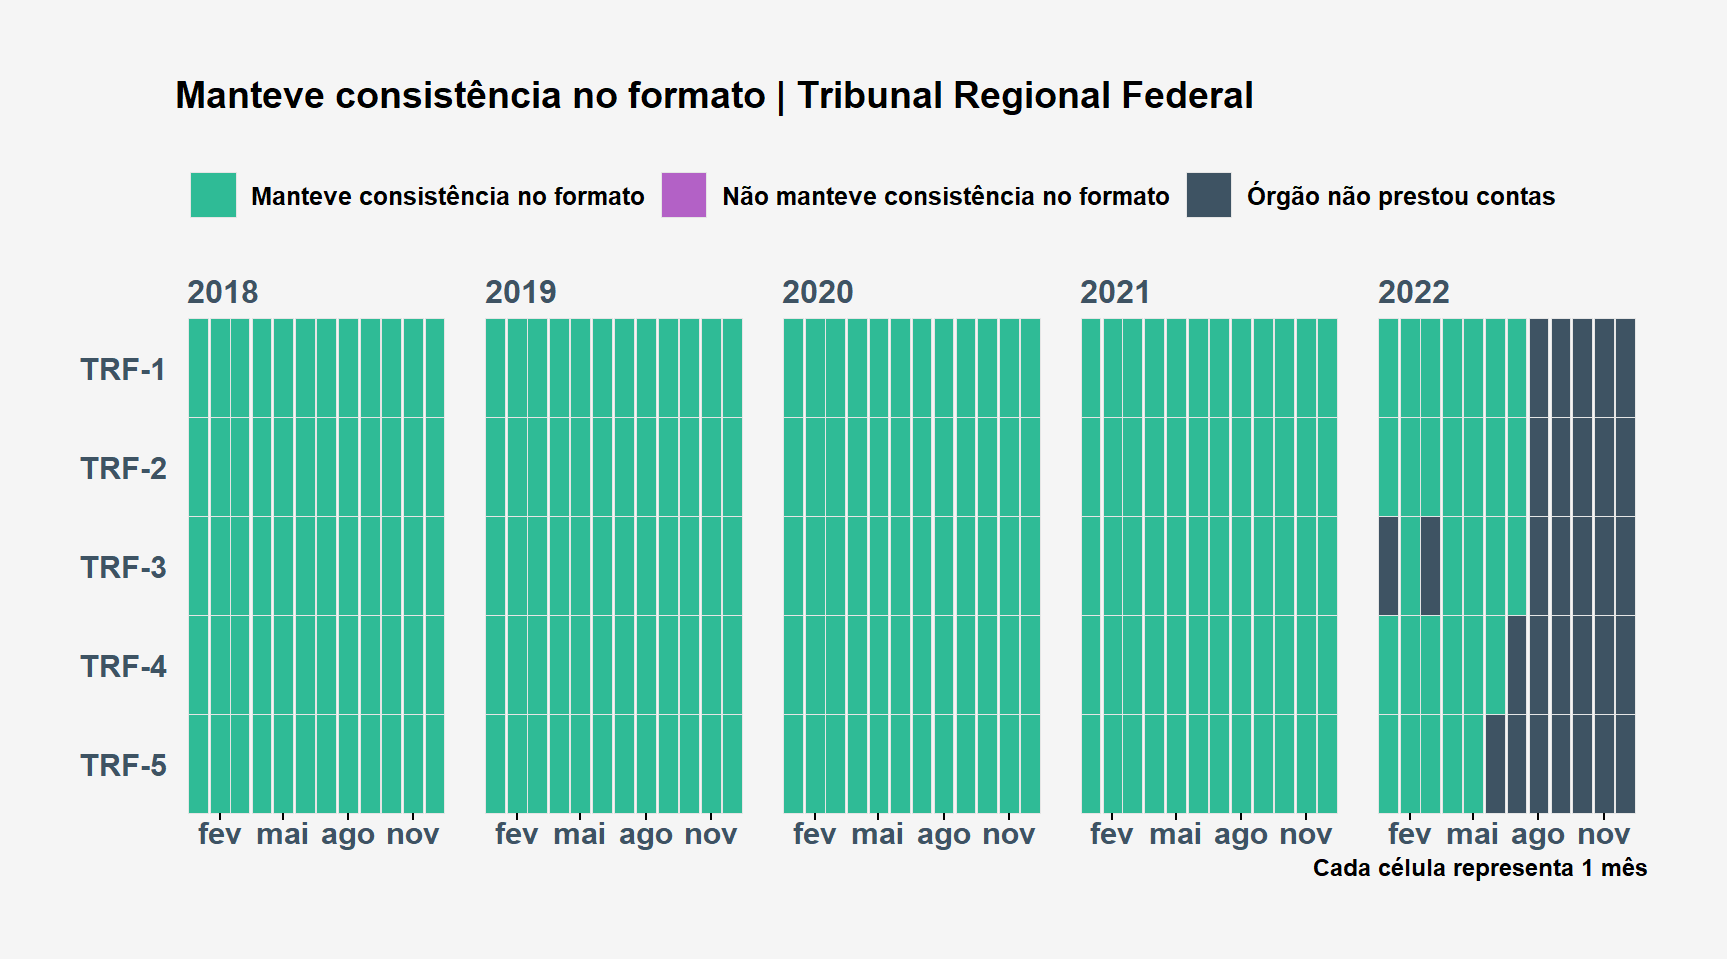 Manteve consistência no formato | Tribunal Regional Federal
Manteve consistência no formato Não manteve consistência no formato Órgão não prestou contas
2018 2019 2020 2021 2022
TRF-1
TRF-2
TRF-3
TRF-4
TRF-5
fev mai ago nov fev mai ago nov fev mai ago nov fev mai ago nov fev mai ago nov
Cada célula representa 1 mês